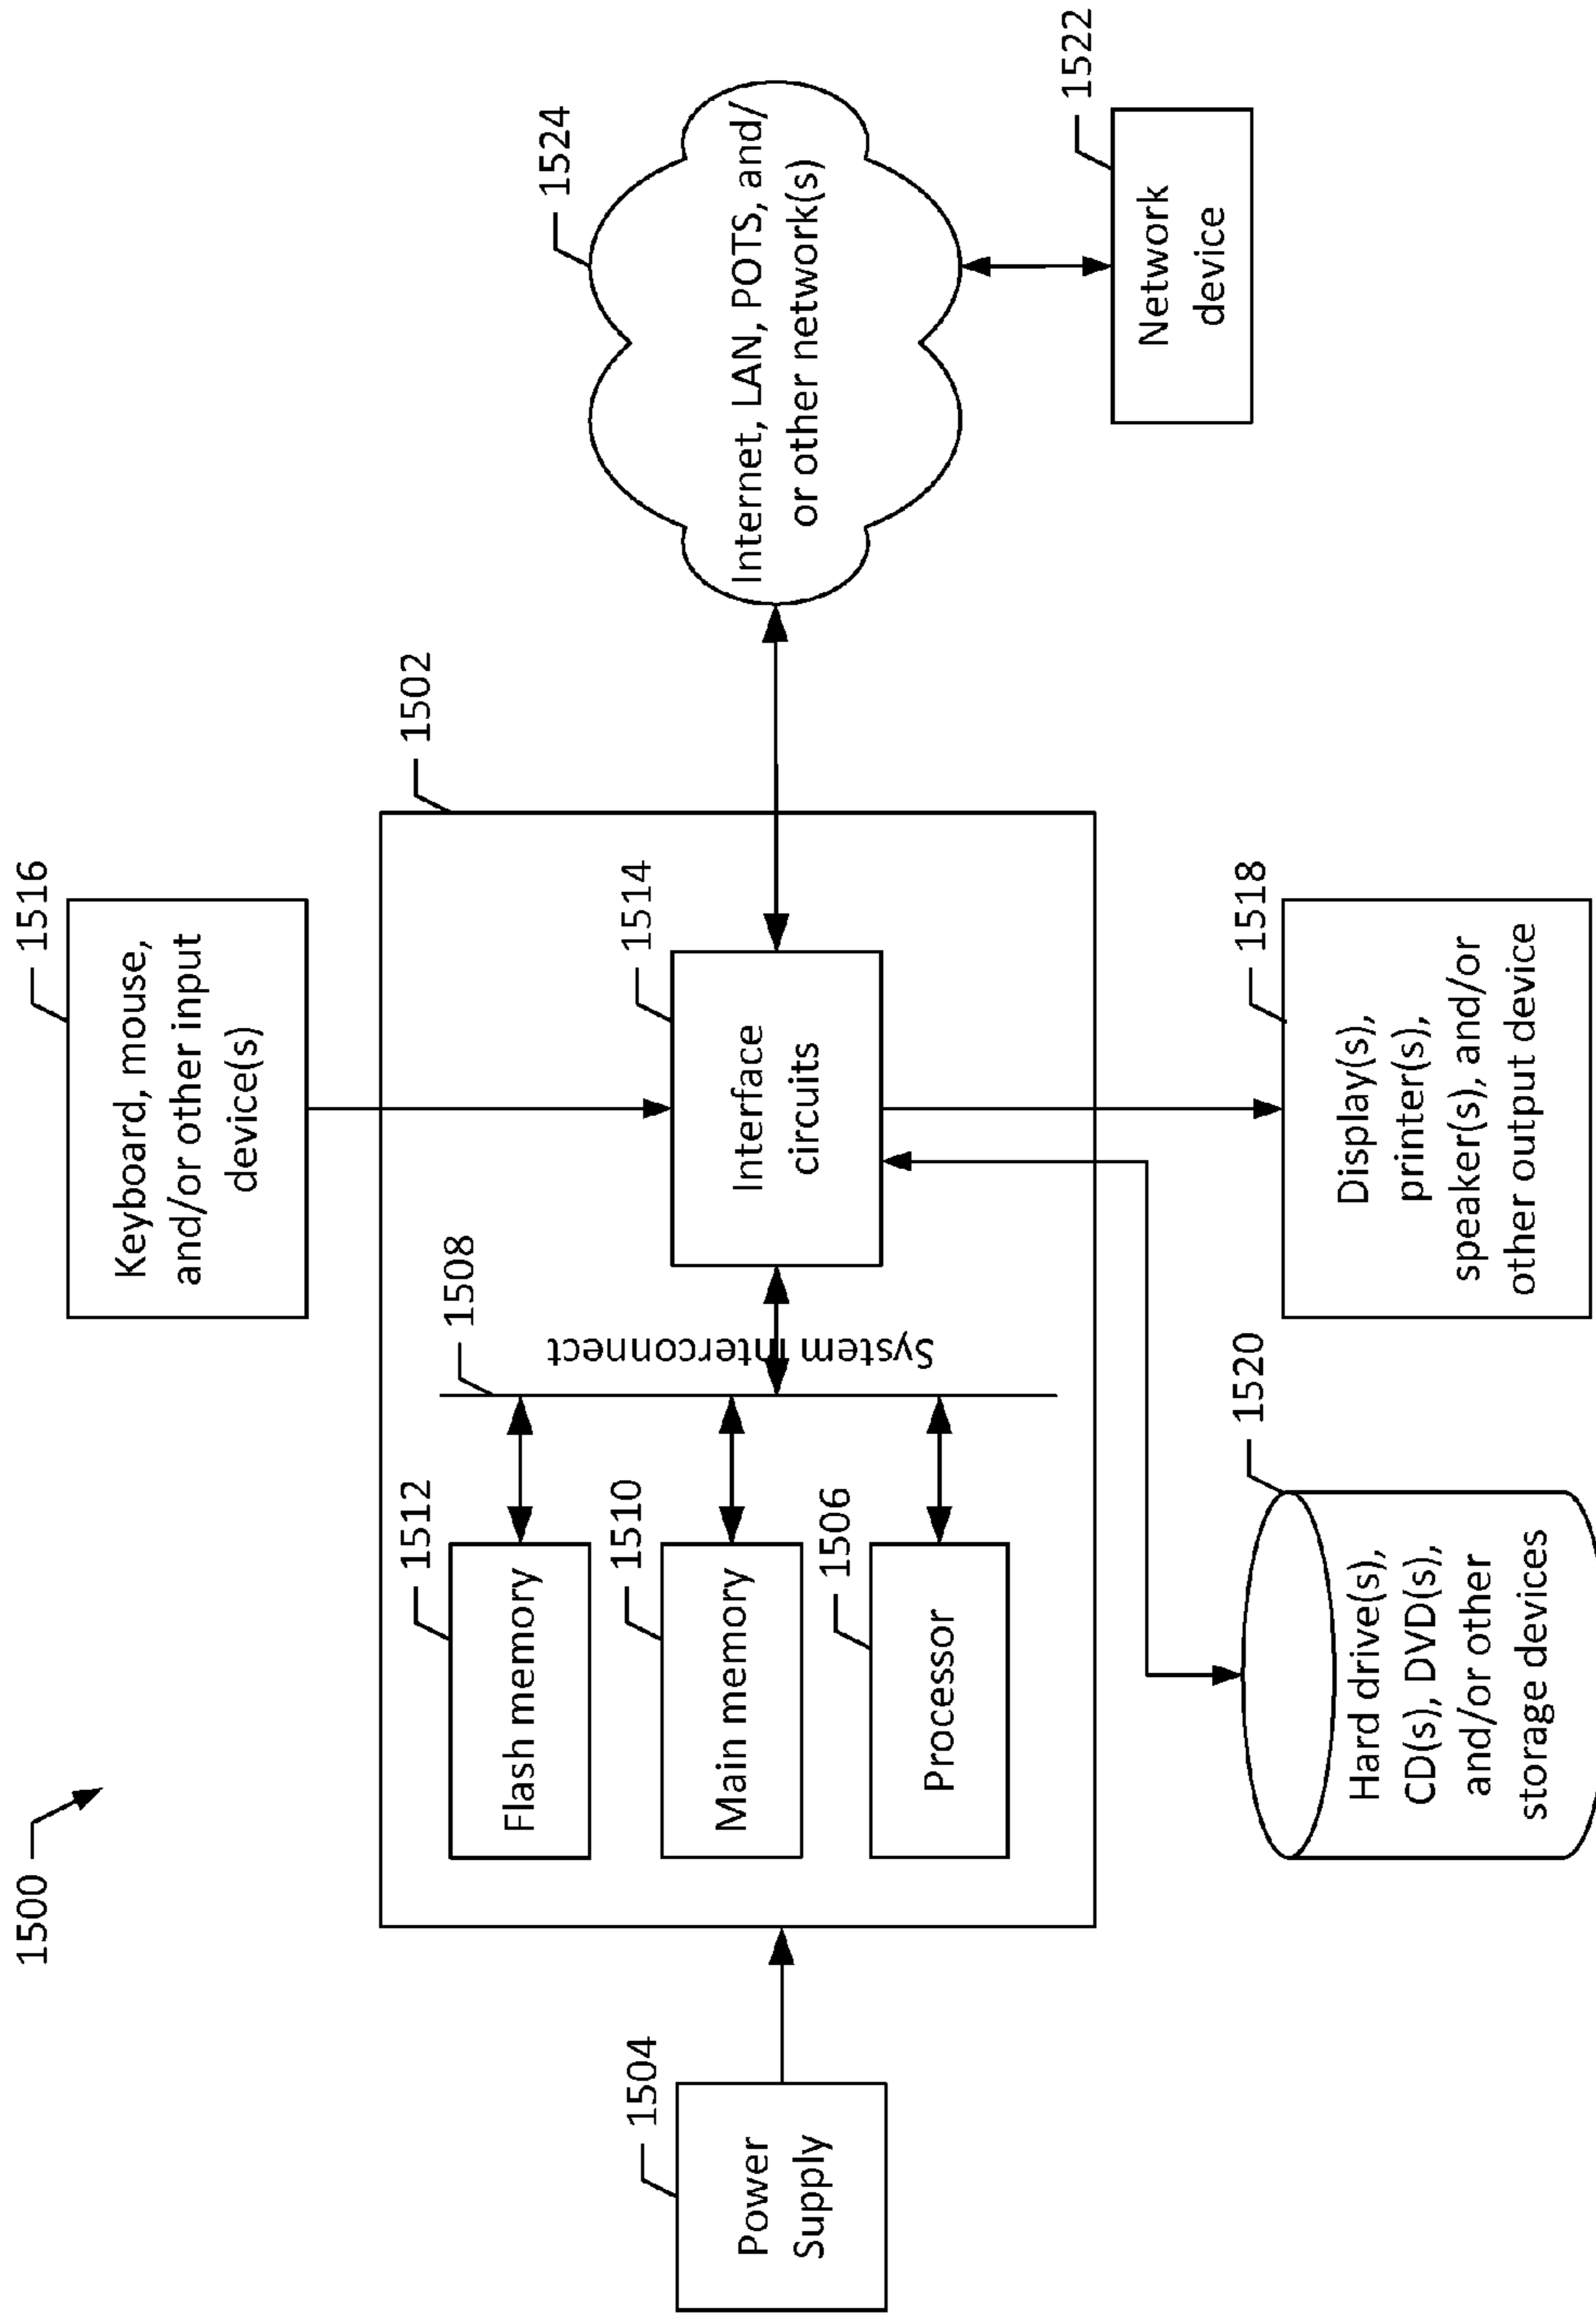 1500
1516
Keyboard, mouse,
and/or other input
device(s)
1502
1524
Internet, LAN, POTS, and/
or other network(s)
1512
Flash memory
1508
System interconnect
1514
Interface
circuits
1504
Power
Supply
1510
Main memory
1506
Processor
1522
Network
device
1520
Hard drive(s),
CD(s), DVD(s),
and/or other
storage devices
1518
Display(s),
printer(s),
speaker(s), and/or
other output device